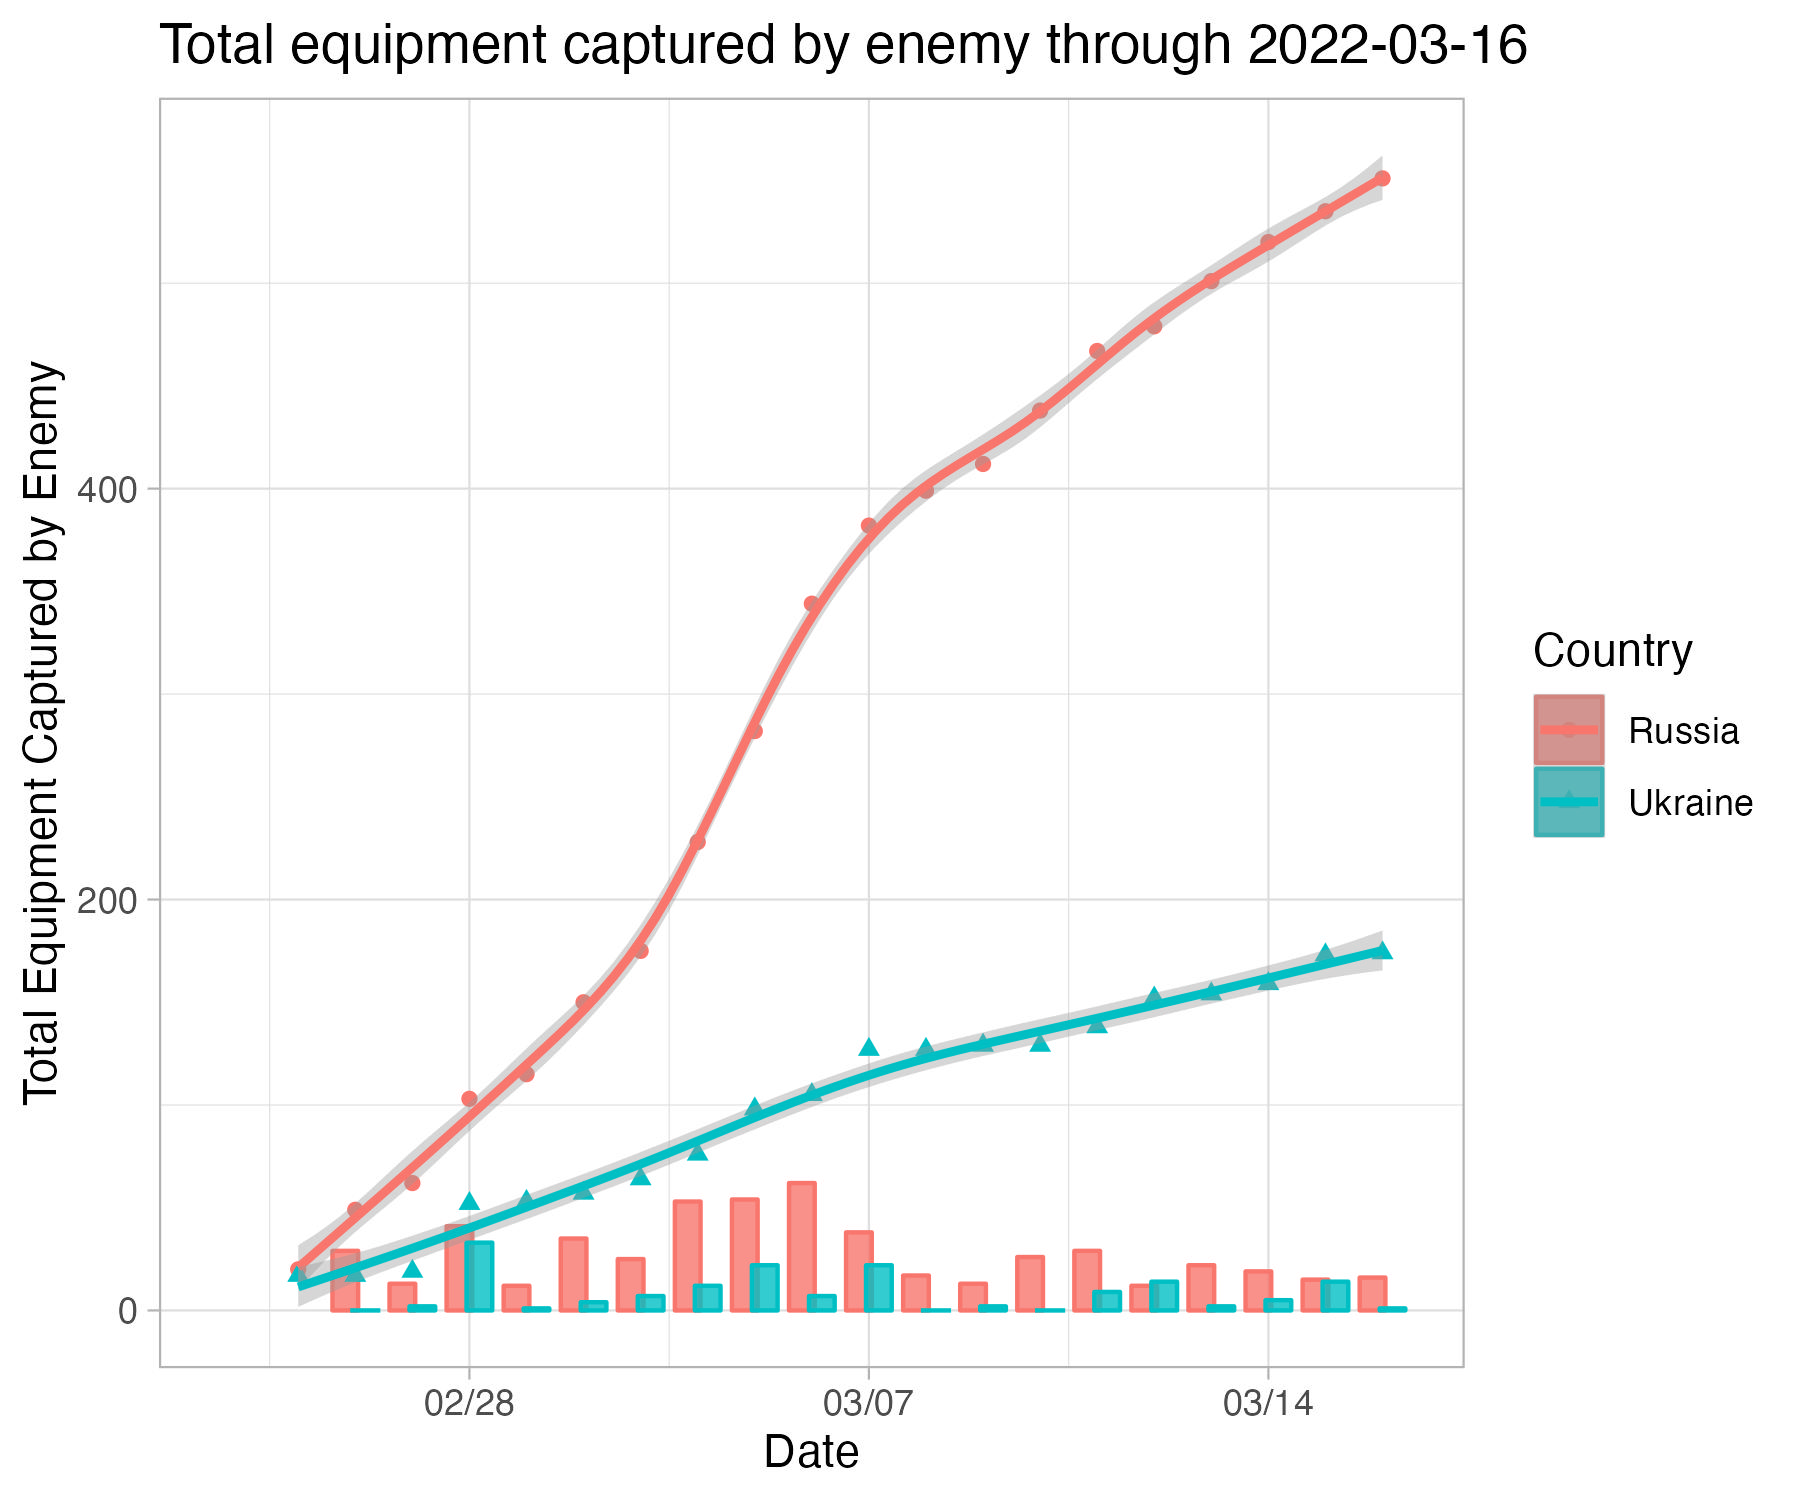 Total equipment captured by enemy through 2022-03-16
Total Equipment Captured by Enemy
400
200
0
02/28
03/07
03/14
Date
Country
Russia
Ukraine